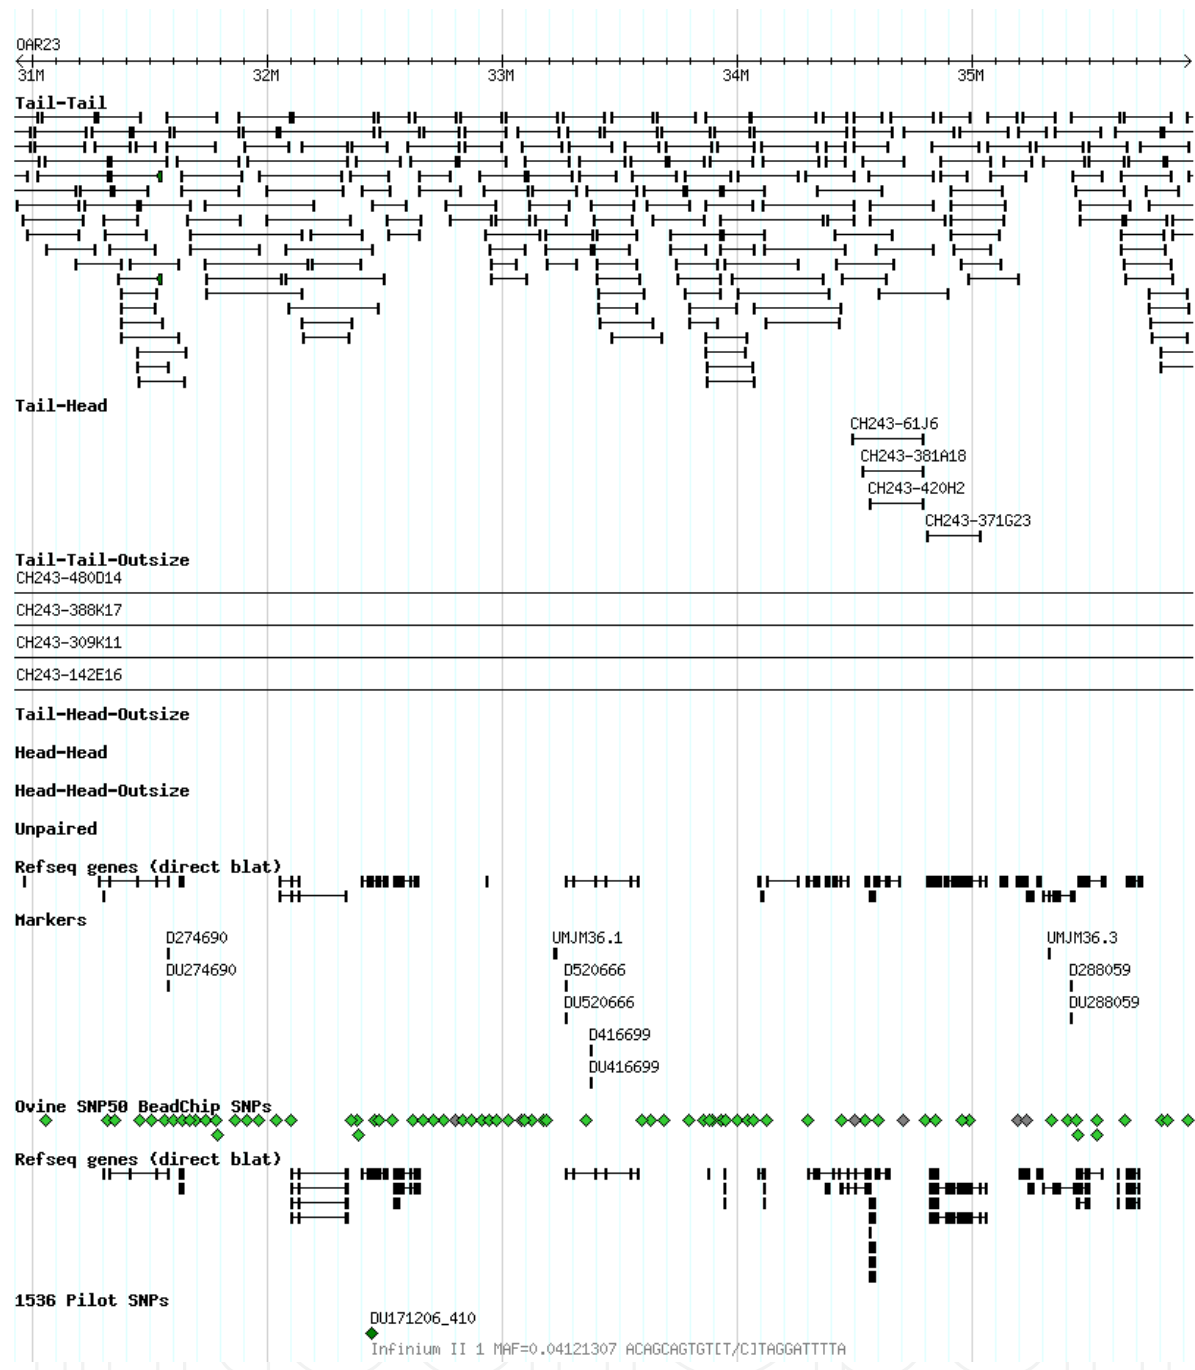 OAR23
31M 32M 33M 34M 35M
Tail-Tail
Tail-Head
CH243-61J6
CH243-381A18
CH243-420H2
CH243-371G23
Tail-Tail-Outsize
CH243-480D14
CH243-388K17
CH243-309K11
CH243-142E16
Tail-Head-Outsize
Head-Head
Head-Head-Outsize
Unpaired
Refseq genes (direct blat)
Markers
D274690 UMJM36.1 UMJM36.3
DU274690 D520666 D288059
DU520666 DU288059
D416699
DU416699
Ovine SNP50 BeadChip SNPs
Refseq genes (direct blat)
1536 Pilot SNPs
DU171206_410
Infinium II 1 MAF=0.04121307 ACAGCAGTGT[T/C]TAGGATTTTA